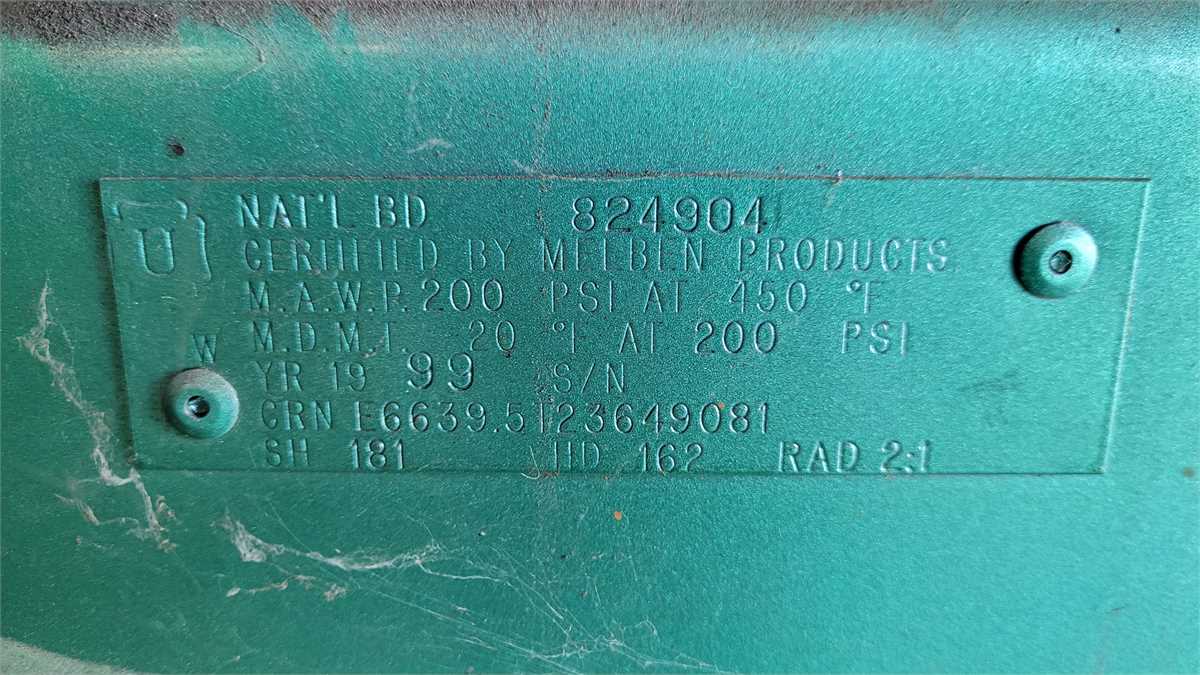 U NAT'L BD 824904
CERTIFIED BY MELBEN PRODUCTS
M.A.W.P. 200 PSI AT 450 °F
M.D.M.T. 20 °F AT 200 PSI
W
YR 19 99 S/N
CRN E6639.5123649081
SH 181 HD 162 RAD 2:1